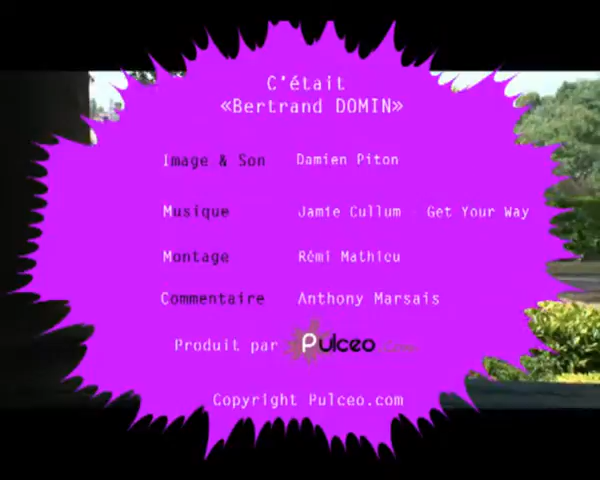 C'était
«Bertrand DOMIN»
Image & Son Damien Piton
Musique Jamie Cullum - Get Your Way
Montage Rémi Mathieu
Commentaire Anthony Marsais
Produit par Pulceo.com
Copyright Pulceo.com